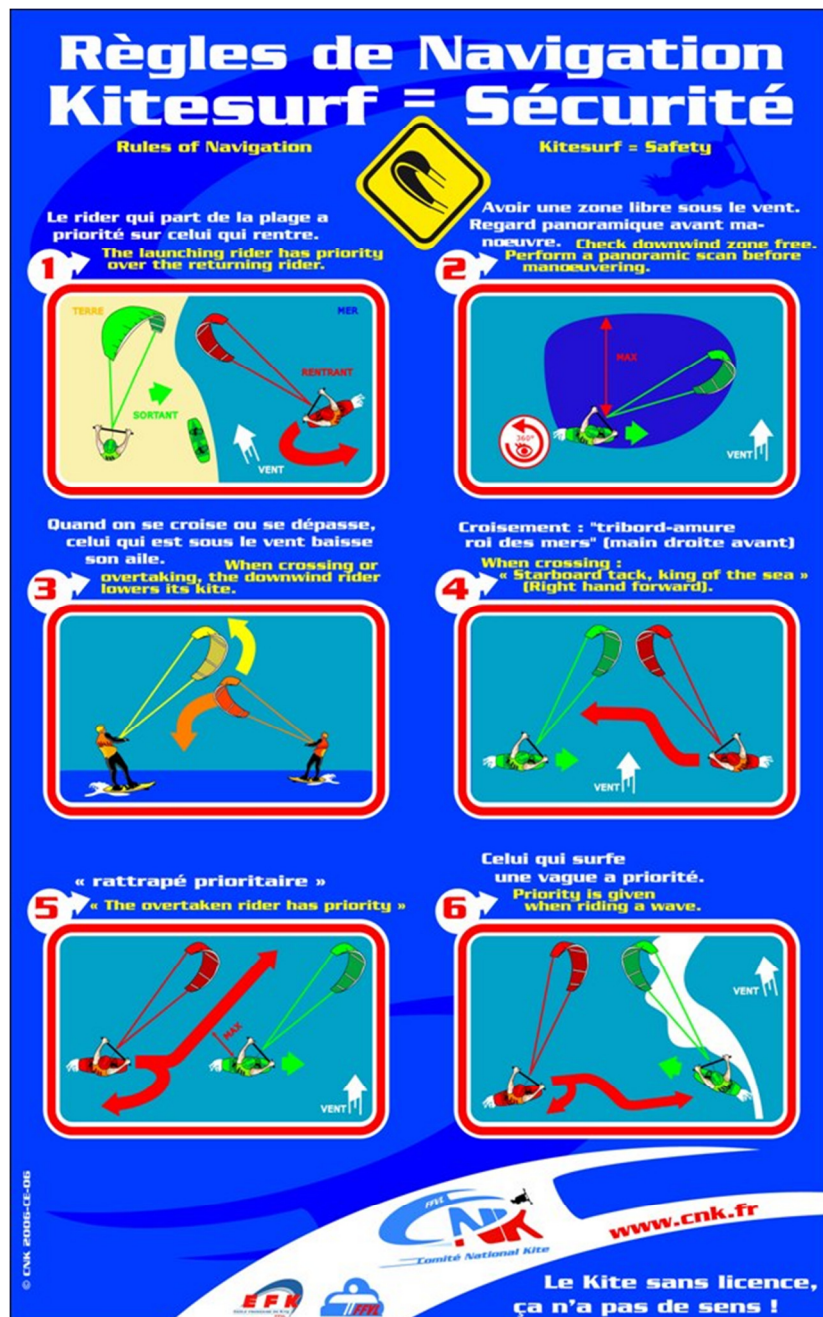 Règles de Navigation
Kitesurf = Sécurité
Rules of Navigation
Kitesurf = Safety
Le rider qui part de la plage a
priorité sur celui qui rentre.
1
The launching rider has priority
over the returning rider.
TERRE
MER
RENTRANT
SORTANT
VENT
Avoir une zone libre sous le vent.
Regard panoramique avant ma-
nœuvre. Check downwind zone free.
2
Perform a panoramic scan before
manœuvering.
MAX
360°
VENT
Quand on se croise ou se dépasse,
celui qui est sous le vent baisse
son aile.
When crossing or
3
overtaking, the downwind rider
lowers its kite.
Croisement : "tribord-amure
roi des mers" (main droite avant)
When crossing :
4
« Starboard tack, king of the sea »
(Right hand forward).
VENT
« rattrapé prioritaire »
5
« The overtaken rider has priority »
MAX
VENT
Celui qui surfe
une vague a priorité.
6
Priority is given
when riding a wave.
VENT
© CNK 2006-CE-06
FFVL
CNK
Comité National Kite
www.cnk.fr
EFK
FFVL
Le Kite sans licence,
ça n'a pas de sens !